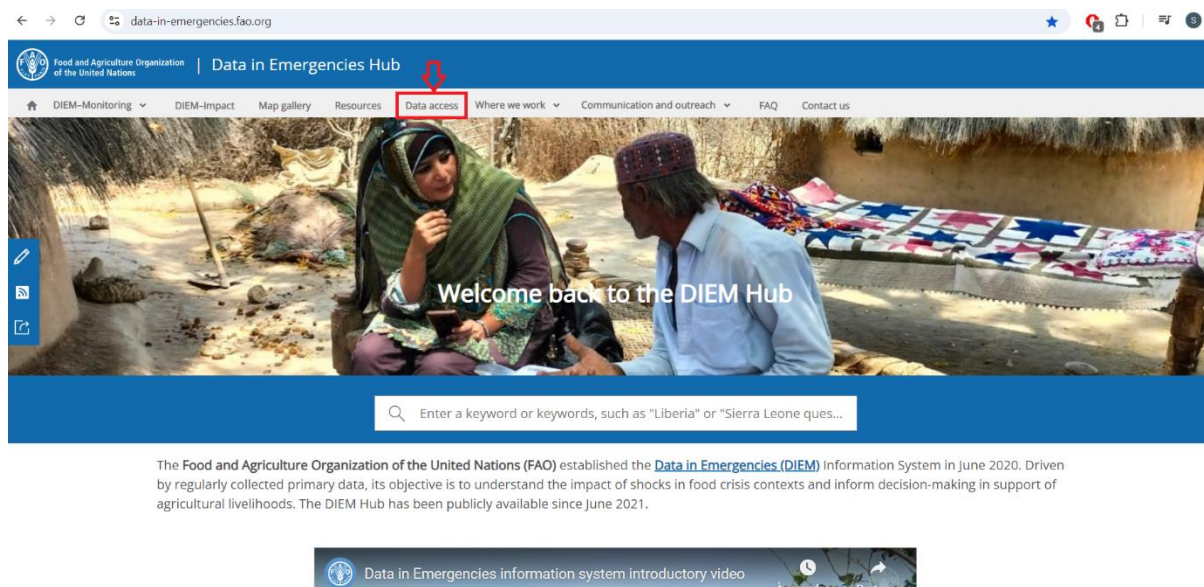 data-in-emergencies.fao.org
4
S
Food and Agriculture Organization
of the United Nations
Data in Emergencies Hub
DIEM–Monitoring
DIEM–Impact
Map gallery
Resources
Data access
Where we work
Communication and outreach
FAQ
Contact us
Welcome back to the DIEM Hub
Enter a keyword or keywords, such as "Liberia" or "Sierra Leone ques...
The Food and Agriculture Organization of the United Nations (FAO) established the Data in Emergencies (DIEM) Information System in June 2020. Driven
by regularly collected primary data, its objective is to understand the impact of shocks in food crisis contexts and inform decision-making in support of
agricultural livelihoods. The DIEM Hub has been publicly available since June 2021.
Data in Emergencies information system introductory video